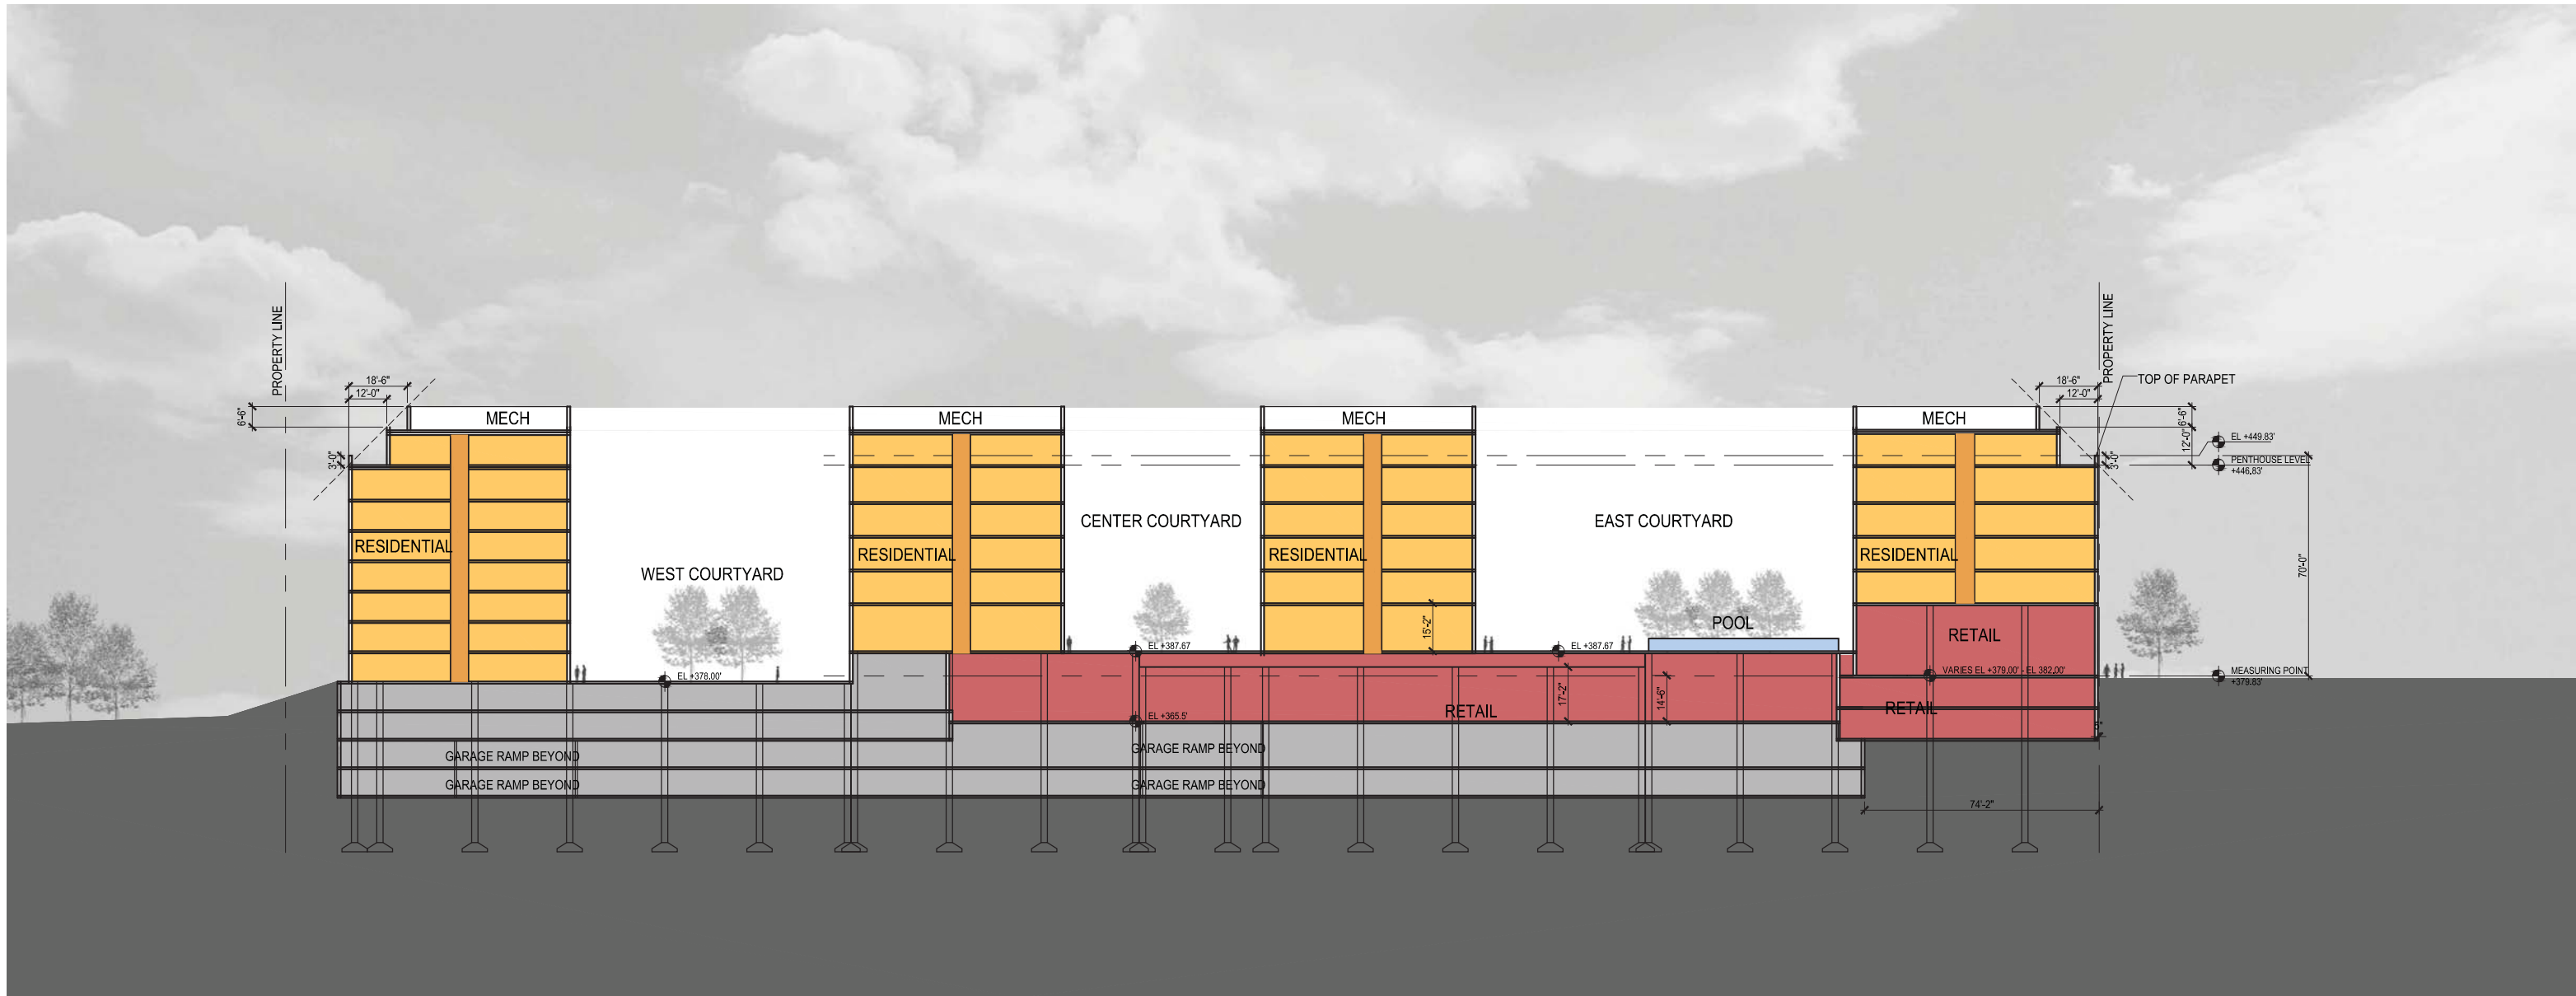 PROPERTY LINE
PROPERTY LINE
18'-6"
12'-0"
6'-6"
3'-0"
MECH
MECH
MECH
MECH
18'-6"
12'-0"
TOP OF PARAPET
6'-6"
12'-0"
3'-0"
EL +449.83'
PENTHOUSE LEVEL
+446.83'
70'-0"
CENTER COURTYARD
EAST COURTYARD
RESIDENTIAL
RESIDENTIAL
RESIDENTIAL
RESIDENTIAL
WEST COURTYARD
15'-2"
POOL
RETAIL
EL +387.67
EL +387.67
EL +378.00'
VARIES EL +379.00' - EL 382.00'
MEASURING POINT
+379.83'
17'-2"
14'-6"
RETAIL
RETAIL
EL +365.5'
GARAGE RAMP BEYOND
GARAGE RAMP BEYOND
GARAGE RAMP BEYOND
GARAGE RAMP BEYOND
74'-2"